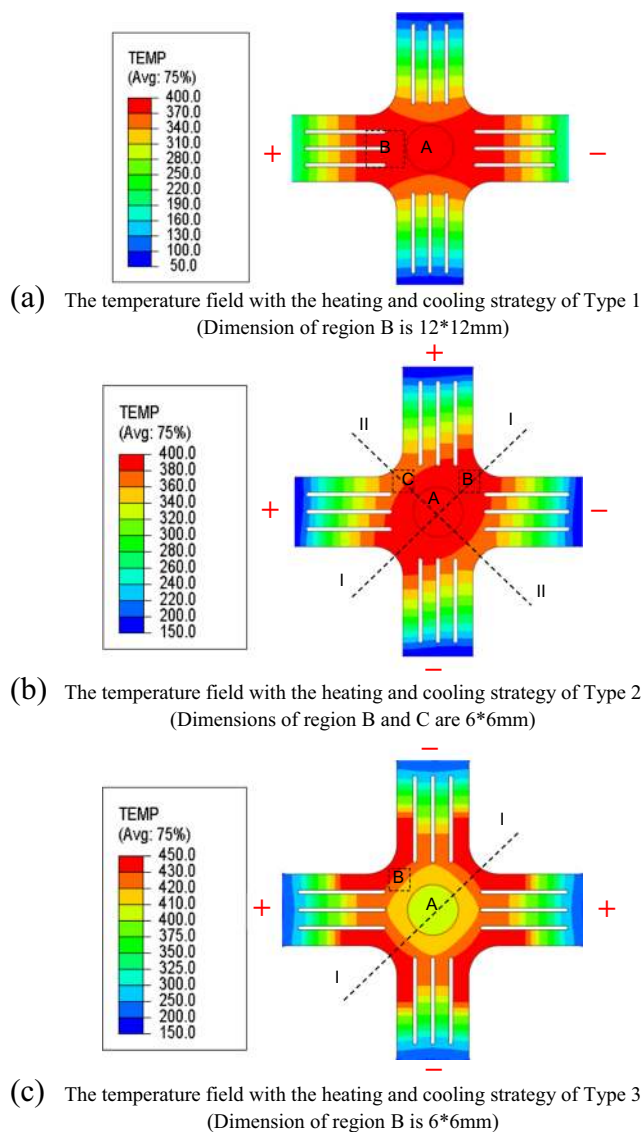 TEMP
(Avg: 75%)
400.0
370.0
340.0
310.0
280.0
250.0
220.0
190.0
160.0
130.0
100.0
50.0
+
B
A
−
(a) The temperature field with the heating and cooling strategy of Type 1
(Dimension of region B is 12*12mm)
+
TEMP
(Avg: 75%)
400.0
380.0
360.0
340.0
320.0
300.0
280.0
260.0
240.0
220.0
200.0
150.0
II
I
C
B
A
+
−
I
II
−
(b) The temperature field with the heating and cooling strategy of Type 2
(Dimensions of region B and C are 6*6mm)
−
TEMP
(Avg: 75%)
450.0
430.0
420.0
410.0
400.0
375.0
350.0
325.0
300.0
250.0
200.0
150.0
I
B
A
+
+
I
−
(c) The temperature field with the heating and cooling strategy of Type 3
(Dimension of region B is 6*6mm)